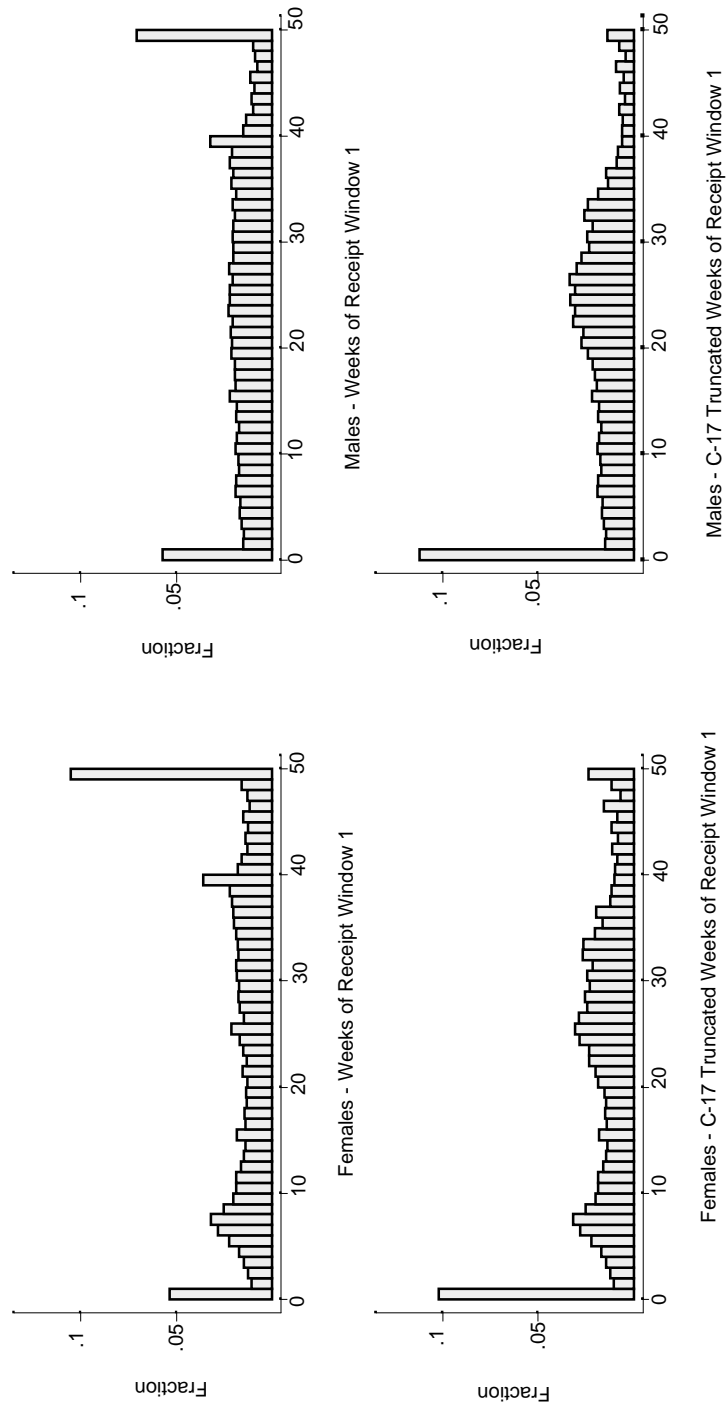 Fraction
.1
.05
0 10 20 30 40 50
Females - Weeks of Receipt Window 1
Fraction
.1
.05
0 10 20 30 40 50
Males - Weeks of Receipt Window 1
Fraction
.1
.05
0 10 20 30 40 50
Females - C-17 Truncated Weeks of Receipt Window 1
Fraction
.1
.05
0 10 20 30 40 50
Males - C-17 Truncated Weeks of Receipt Window 1